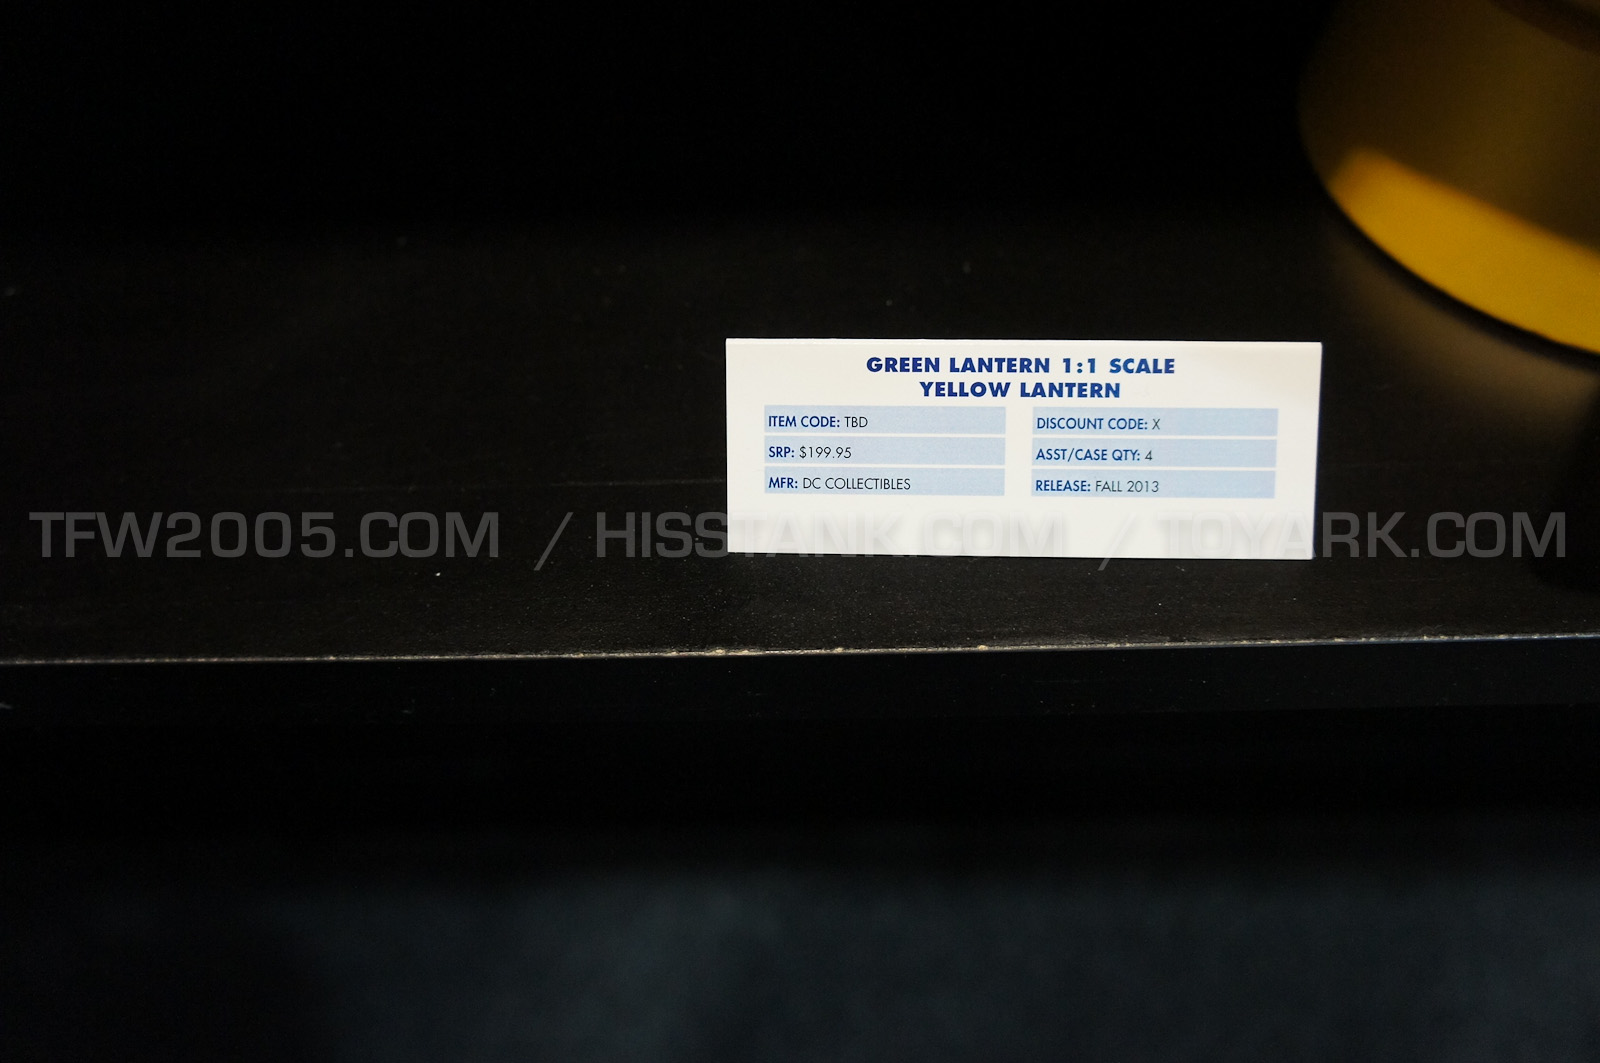 GREEN LANTERN 1:1 SCALE
YELLOW LANTERN
ITEM CODE: TBD
SRP: $199.95
MFR: DC COLLECTIBLES
DISCOUNT CODE: X
ASST/CASE QTY: 4
RELEASE: FALL 2013
TFW2005.COM / HISSTANK.COM / TOYARK.COM